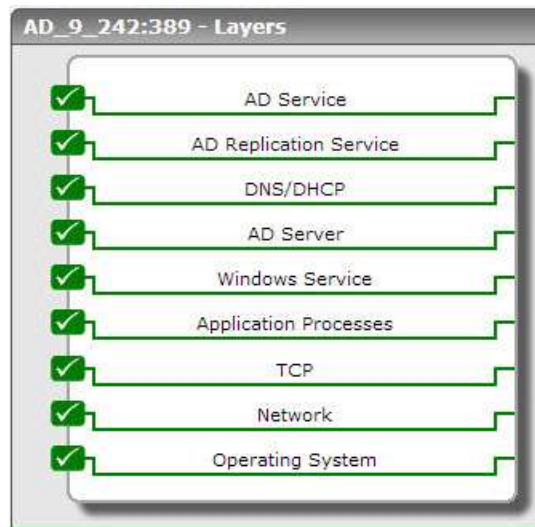 AD_9_242:389 - Layers
AD Service
AD Replication Service
DNS/DHCP
AD Server
Windows Service
Application Processes
TCP
Network
Operating System